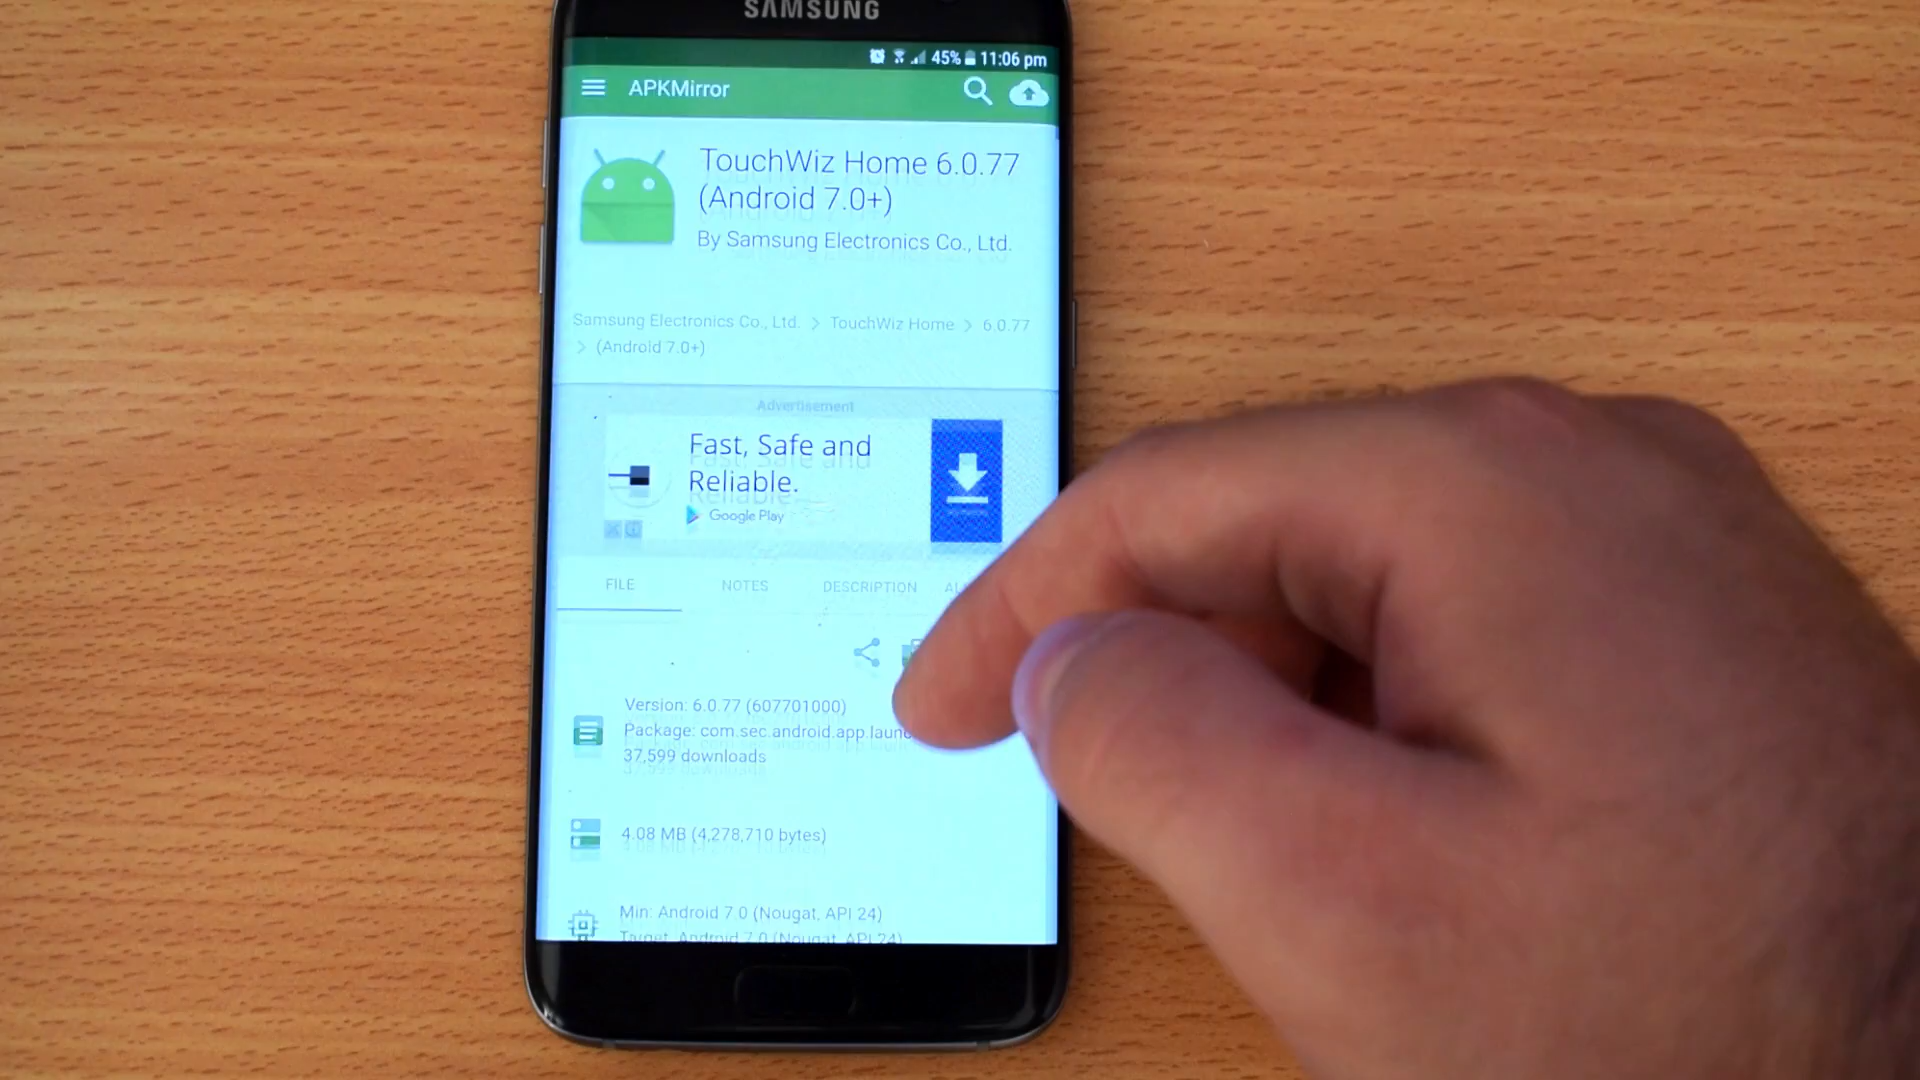 SAMSUNG
45% 11:06 pm
APKMirror
TouchWiz Home 6.0.77
(Android 7.0+)
By Samsung Electronics Co., Ltd.
Samsung Electronics Co., Ltd. > TouchWiz Home > 6.0.77
> (Android 7.0+)
Advertisement
Fast, Safe and
Reliable.
Google Play
FILE NOTES DESCRIPTION
Version: 6.0.77 (607701000)
Package: com.sec.android.app.launc
37,599 downloads
4.08 MB (4,278,710 bytes)
Min: Android 7.0 (Nougat, API 24)
Target: Android 7.0 (Nougat, API 24)